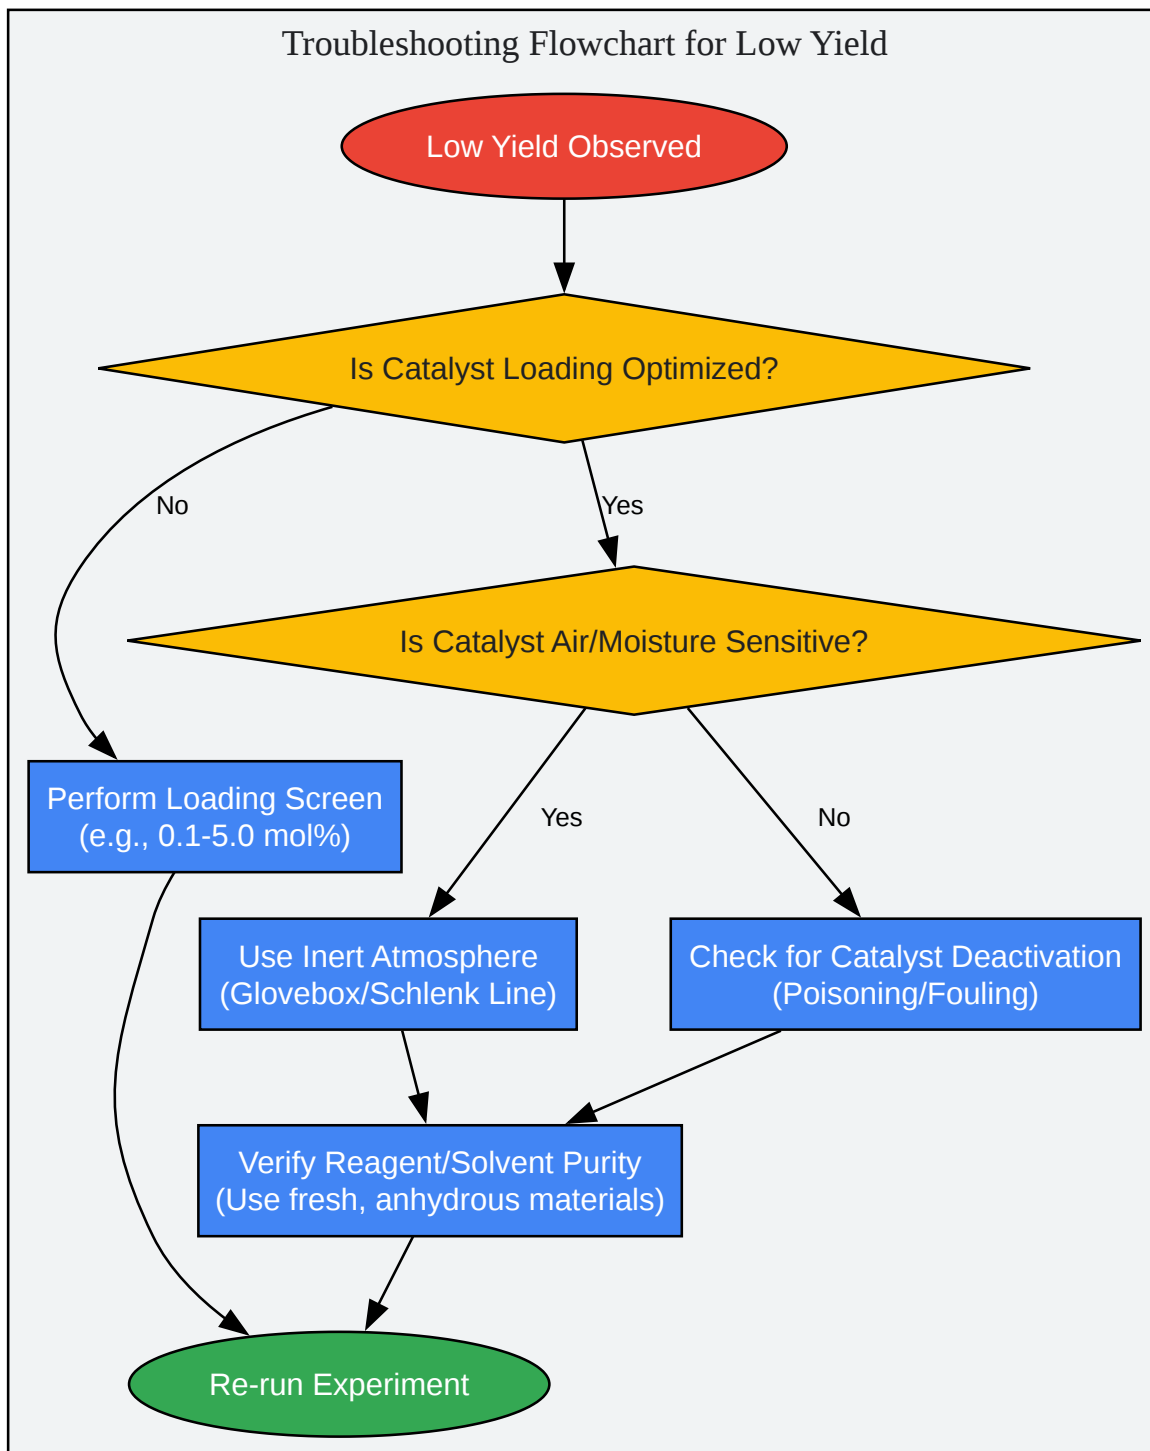 Troubleshooting Flowchart for Low Yield
Low Yield Observed
Is Catalyst Loading Optimized?
No
Yes
Is Catalyst Air/Moisture Sensitive?
Perform Loading Screen
(e.g., 0.1-5.0 mol%)
Yes
No
Use Inert Atmosphere
(Glovebox/Schlenk Line)
Check for Catalyst Deactivation
(Poisoning/Fouling)
Verify Reagent/Solvent Purity
(Use fresh, anhydrous materials)
Re-run Experiment